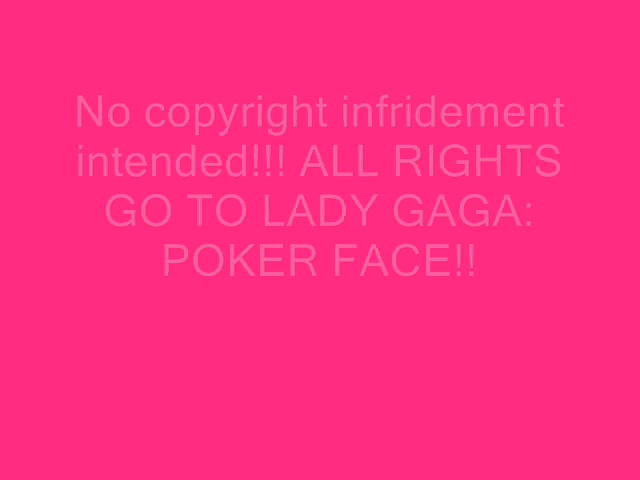 No copyright infridement
intended!!! ALL RIGHTS
GO TO LADY GAGA:
POKER FACE!!